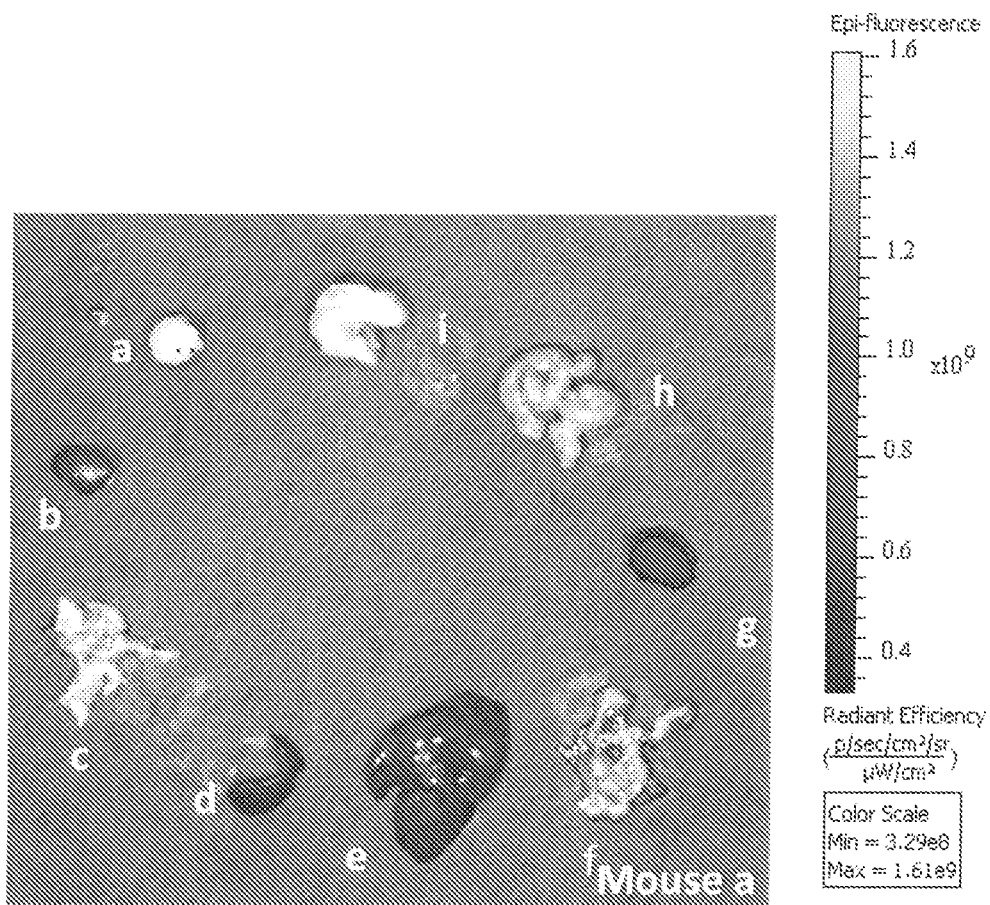 Epi-fluorescence
1.6
1.4
1.2
1.0
x10⁹
0.8
0.6
0.4
Radiant Efficiency
(p/sec/cm²/sr
μW/cm²)
Color Scale
Min = 3.29e8
Max = 1.61e9
a
i
h
b
g
c
d
e
f
Mouse a